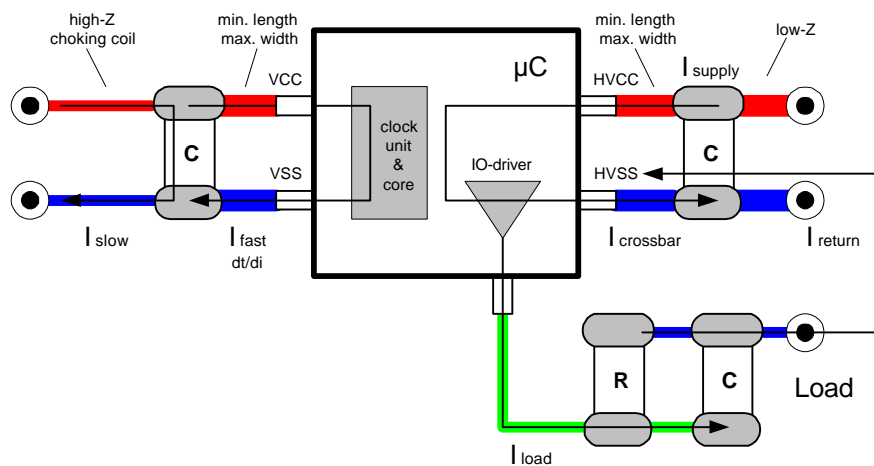 high-Z
choking coil
min. length
max. width
min. length
max. width
low-Z
I supply
VCC
µC
HVCC
clock
unit
&
core
C
IO-driver
C
VSS
HVSS
I slow
I fast
dt/di
I crossbar
I return
R
C
Load
I load